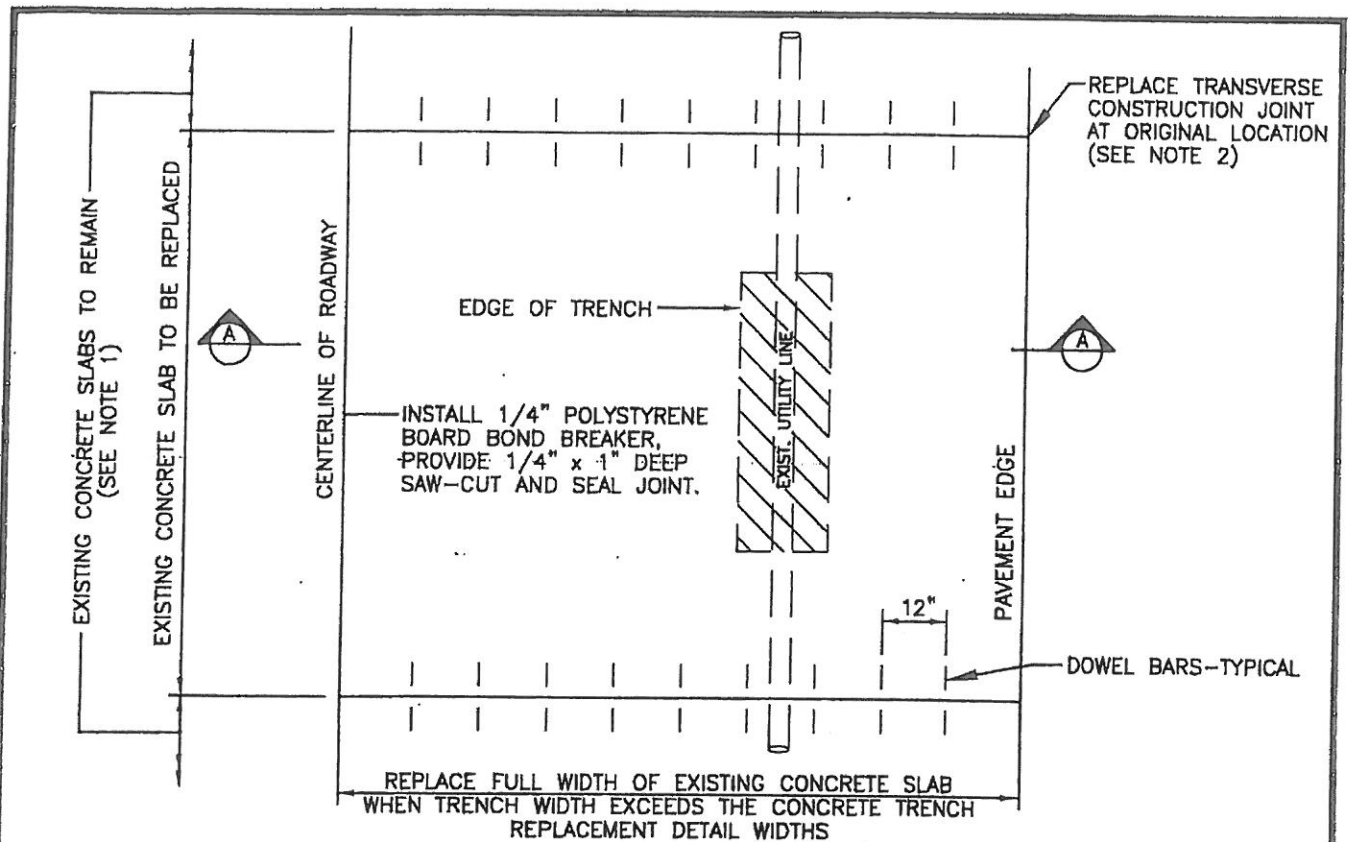 REPLACE TRANSVERSE
CONSTRUCTION JOINT
AT ORIGINAL LOCATION
(SEE NOTE 2)
EXISTING CONCRETE SLABS TO REMAIN
(SEE NOTE 1)
EXISTING CONCRETE SLAB TO BE REPLACED
CENTERLINE OF ROADWAY
EDGE OF TRENCH
A
A
EXIST. UTILITY LINE
INSTALL 1/4" POLYSTYRENE
BOARD BOND BREAKER,
PROVIDE 1/4" x 1" DEEP
SAW-CUT AND SEAL JOINT.
PAVEMENT EDGE
12"
DOWEL BARS-TYPICAL
REPLACE FULL WIDTH OF EXISTING CONCRETE SLAB
WHEN TRENCH WIDTH EXCEEDS THE CONCRETE TRENCH
REPLACEMENT DETAIL WIDTHS